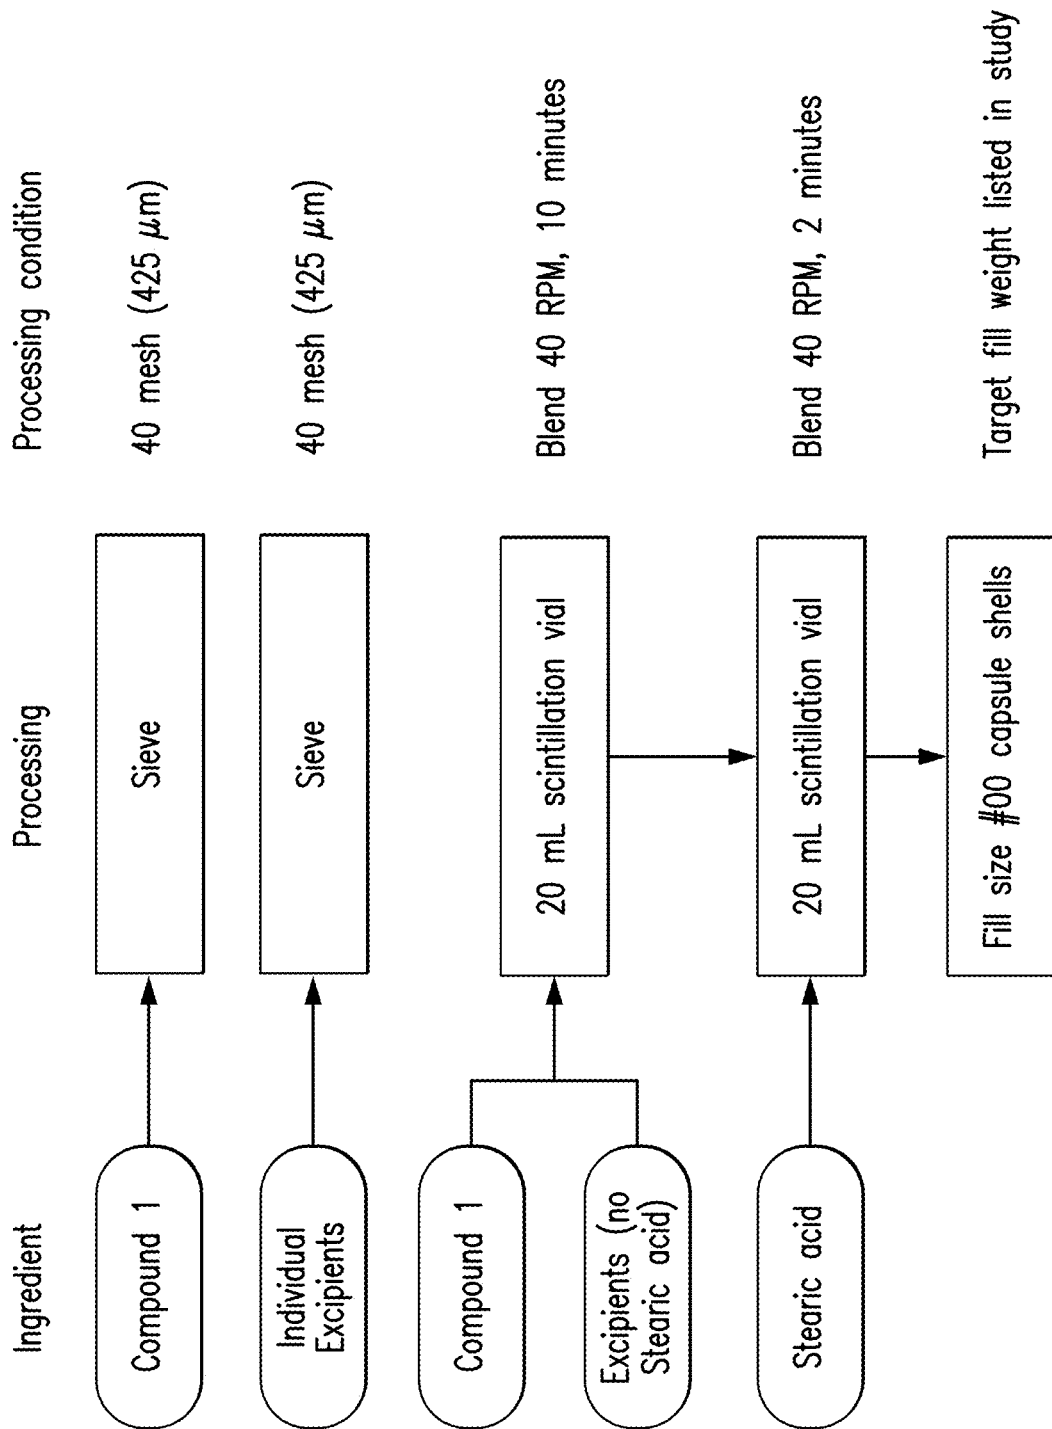 Ingredient
Processing
Processing condition
Compound 1
Sieve
40 mesh (425 μm)
Individual
Excipients
Sieve
40 mesh (425 μm)
Compound 1
Excipients (no
Stearic acid)
20 mL scintillation vial
Blend 40 RPM, 10 minutes
Stearic acid
20 mL scintillation vial
Blend 40 RPM, 2 minutes
Fill size #00 capsule shells
Target fill weight listed in study